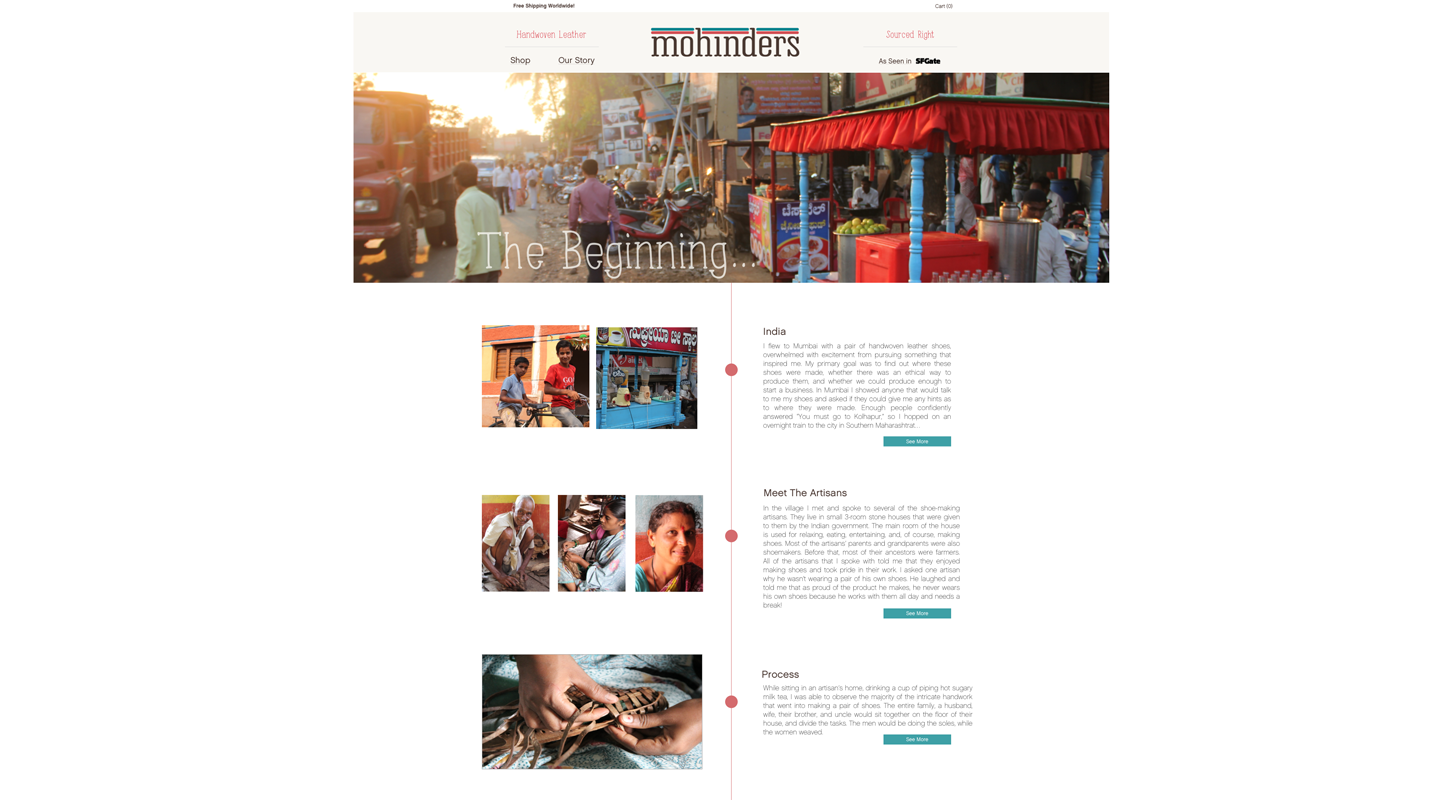 Free Shipping Worldwide!
Cart (0)
Handwoven Leather
mohinders
Sourced Right
Shop
Our Story
As Seen in SFGate
The Beginning...
India
I flew to Mumbai with a pair of handwoven leather shoes,
overwhelmed with excitement from pursuing something that
inspired me. My primary goal was to find out where these
shoes were made, whether there was an ethical way to
produce them, and whether we could produce enough to
start a business. In Mumbai I showed anyone that would talk
to me my shoes and asked if they could give me any hints as
to where they were made. Enough people confidently
answered "You must go to Kolhapur," so I hopped on an
overnight train to the city in Southern Maharashtrat...
See More
Meet The Artisans
In the village I met and spoke to several of the shoe-making
artisans. They live in small 3-room stone houses that were given
to them by the Indian government. The main room of the house
is used for relaxing, eating, entertaining, and, of course, making
shoes. Most of the artisans' parents and grandparents were also
shoemakers. Before that, most of their ancestors were farmers.
All of the artisans that I spoke with told me that they enjoyed
making shoes and took pride in their work. I asked one artisan
why he wasn't wearing a pair of his own shoes. He laughed and
told me that as proud of the product he makes, he never wears
his own shoes because he works with them all day and needs a
break!
See More
Process
While sitting in an artisan's home, drinking a cup of piping hot sugary
milk tea, I was able to observe the majority of the intricate handwork
that went into making a pair of shoes. The entire family, a husband,
wife, their brother, and uncle would sit together on the floor of their
house, and divide the tasks. The men would be doing the soles, while
the women weaved.
See More